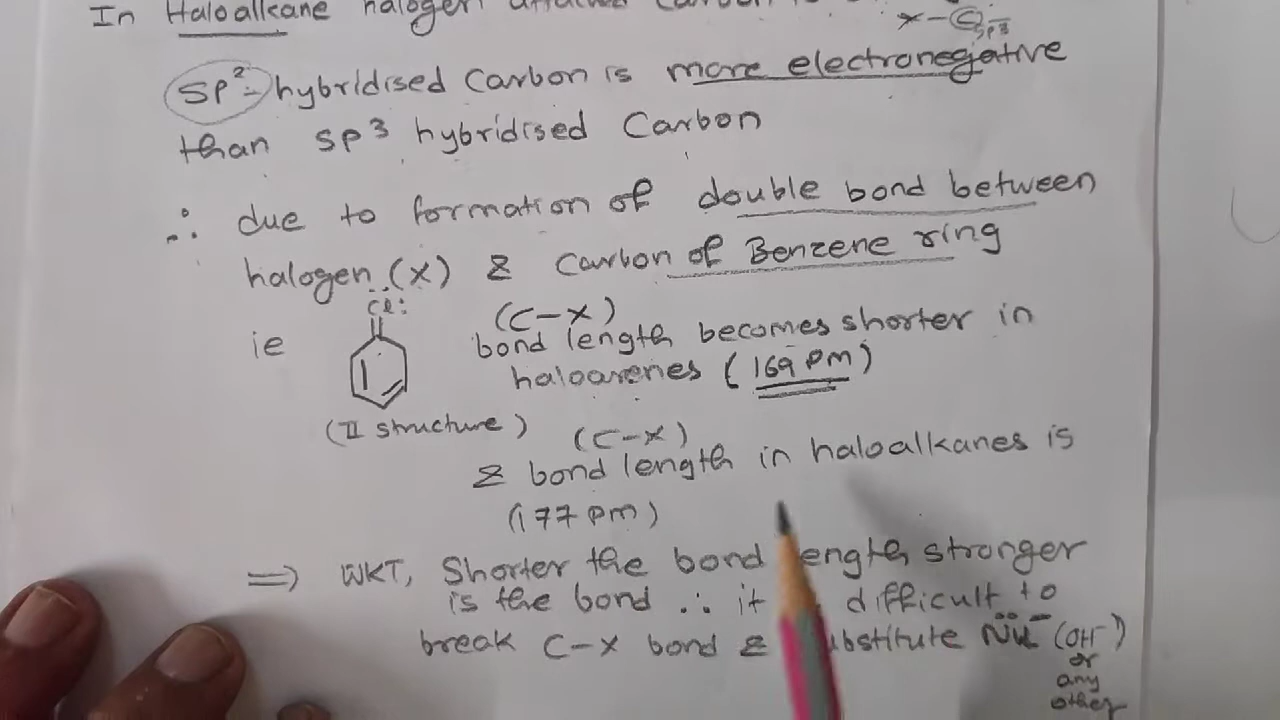 In Haloalkane halogen attached carbon is
x-C sp3
sp2- hybridised Carbon is more electronegative
than sp3 hybridised Carbon
∴ due to formation of double bond between
halogen (x) & Carbon of Benzene ring
ie :Cl: (C-x)
bond length becomes shorter in
haloarenes (169 pm)
(II structure) (C-x)
& bond length in haloalkanes is
(177 pm)
=> WKT, Shorter the bond length stronger
is the bond ∴ it difficult to
break C-x bond & substitute Nu- (OH-)
or
any
other